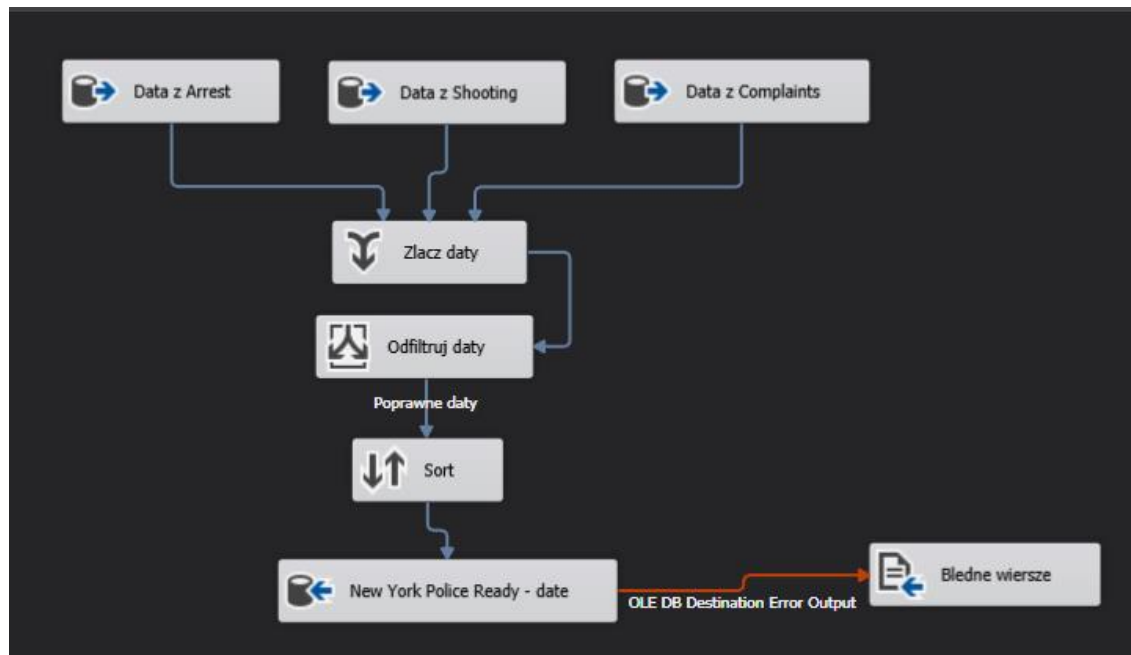 Data z Arrest
Data z Shooting
Data z Complaints
Zlacz daty
Odfiltruj daty
Poprawne daty
Sort
New York Police Ready - date
OLE DB Destination Error Output
Bledne wiersze